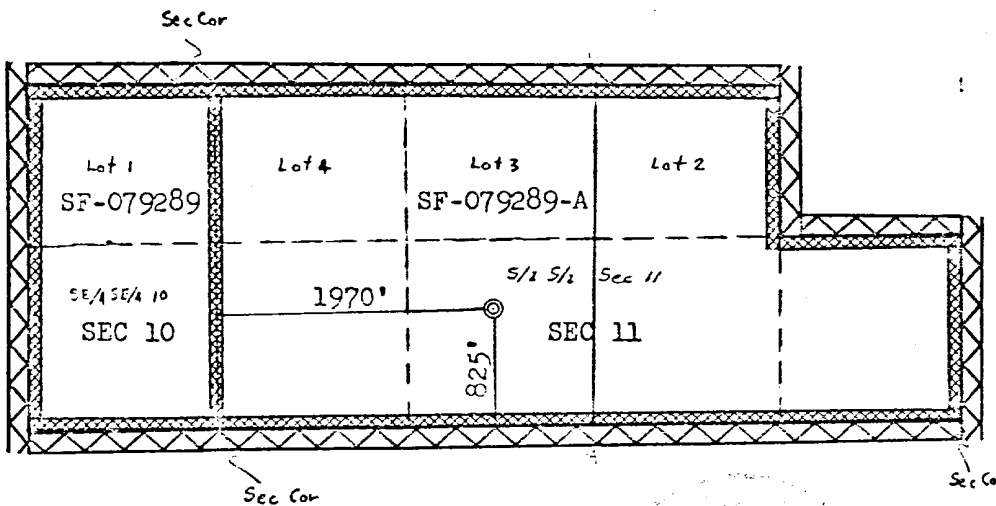 Sec Cor
Lot 1
Lot 4
Lot 3
Lot 2
SF-079289
SF-079289-A
SE/4 SE/4 10
S/2 S/2 Sec 11
1970'
SEC 10
SEC 11
825'
Sec Cor
Sec Co